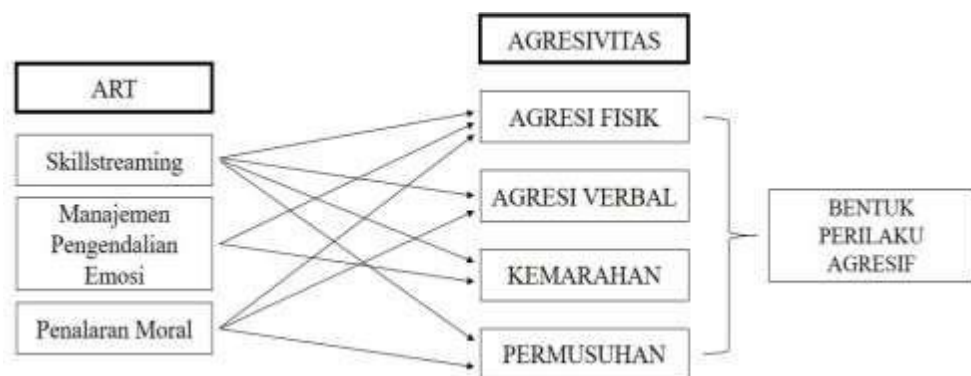 ART
Skillstreaming
Manajemen
Pengendalian
Emosi
Penalaran Moral
AGRESIVITAS
AGRESI FISIK
AGRESI VERBAL
KEMARAHAN
PERMUSUHAN
BENTUK
PERILAKU
AGRESIF